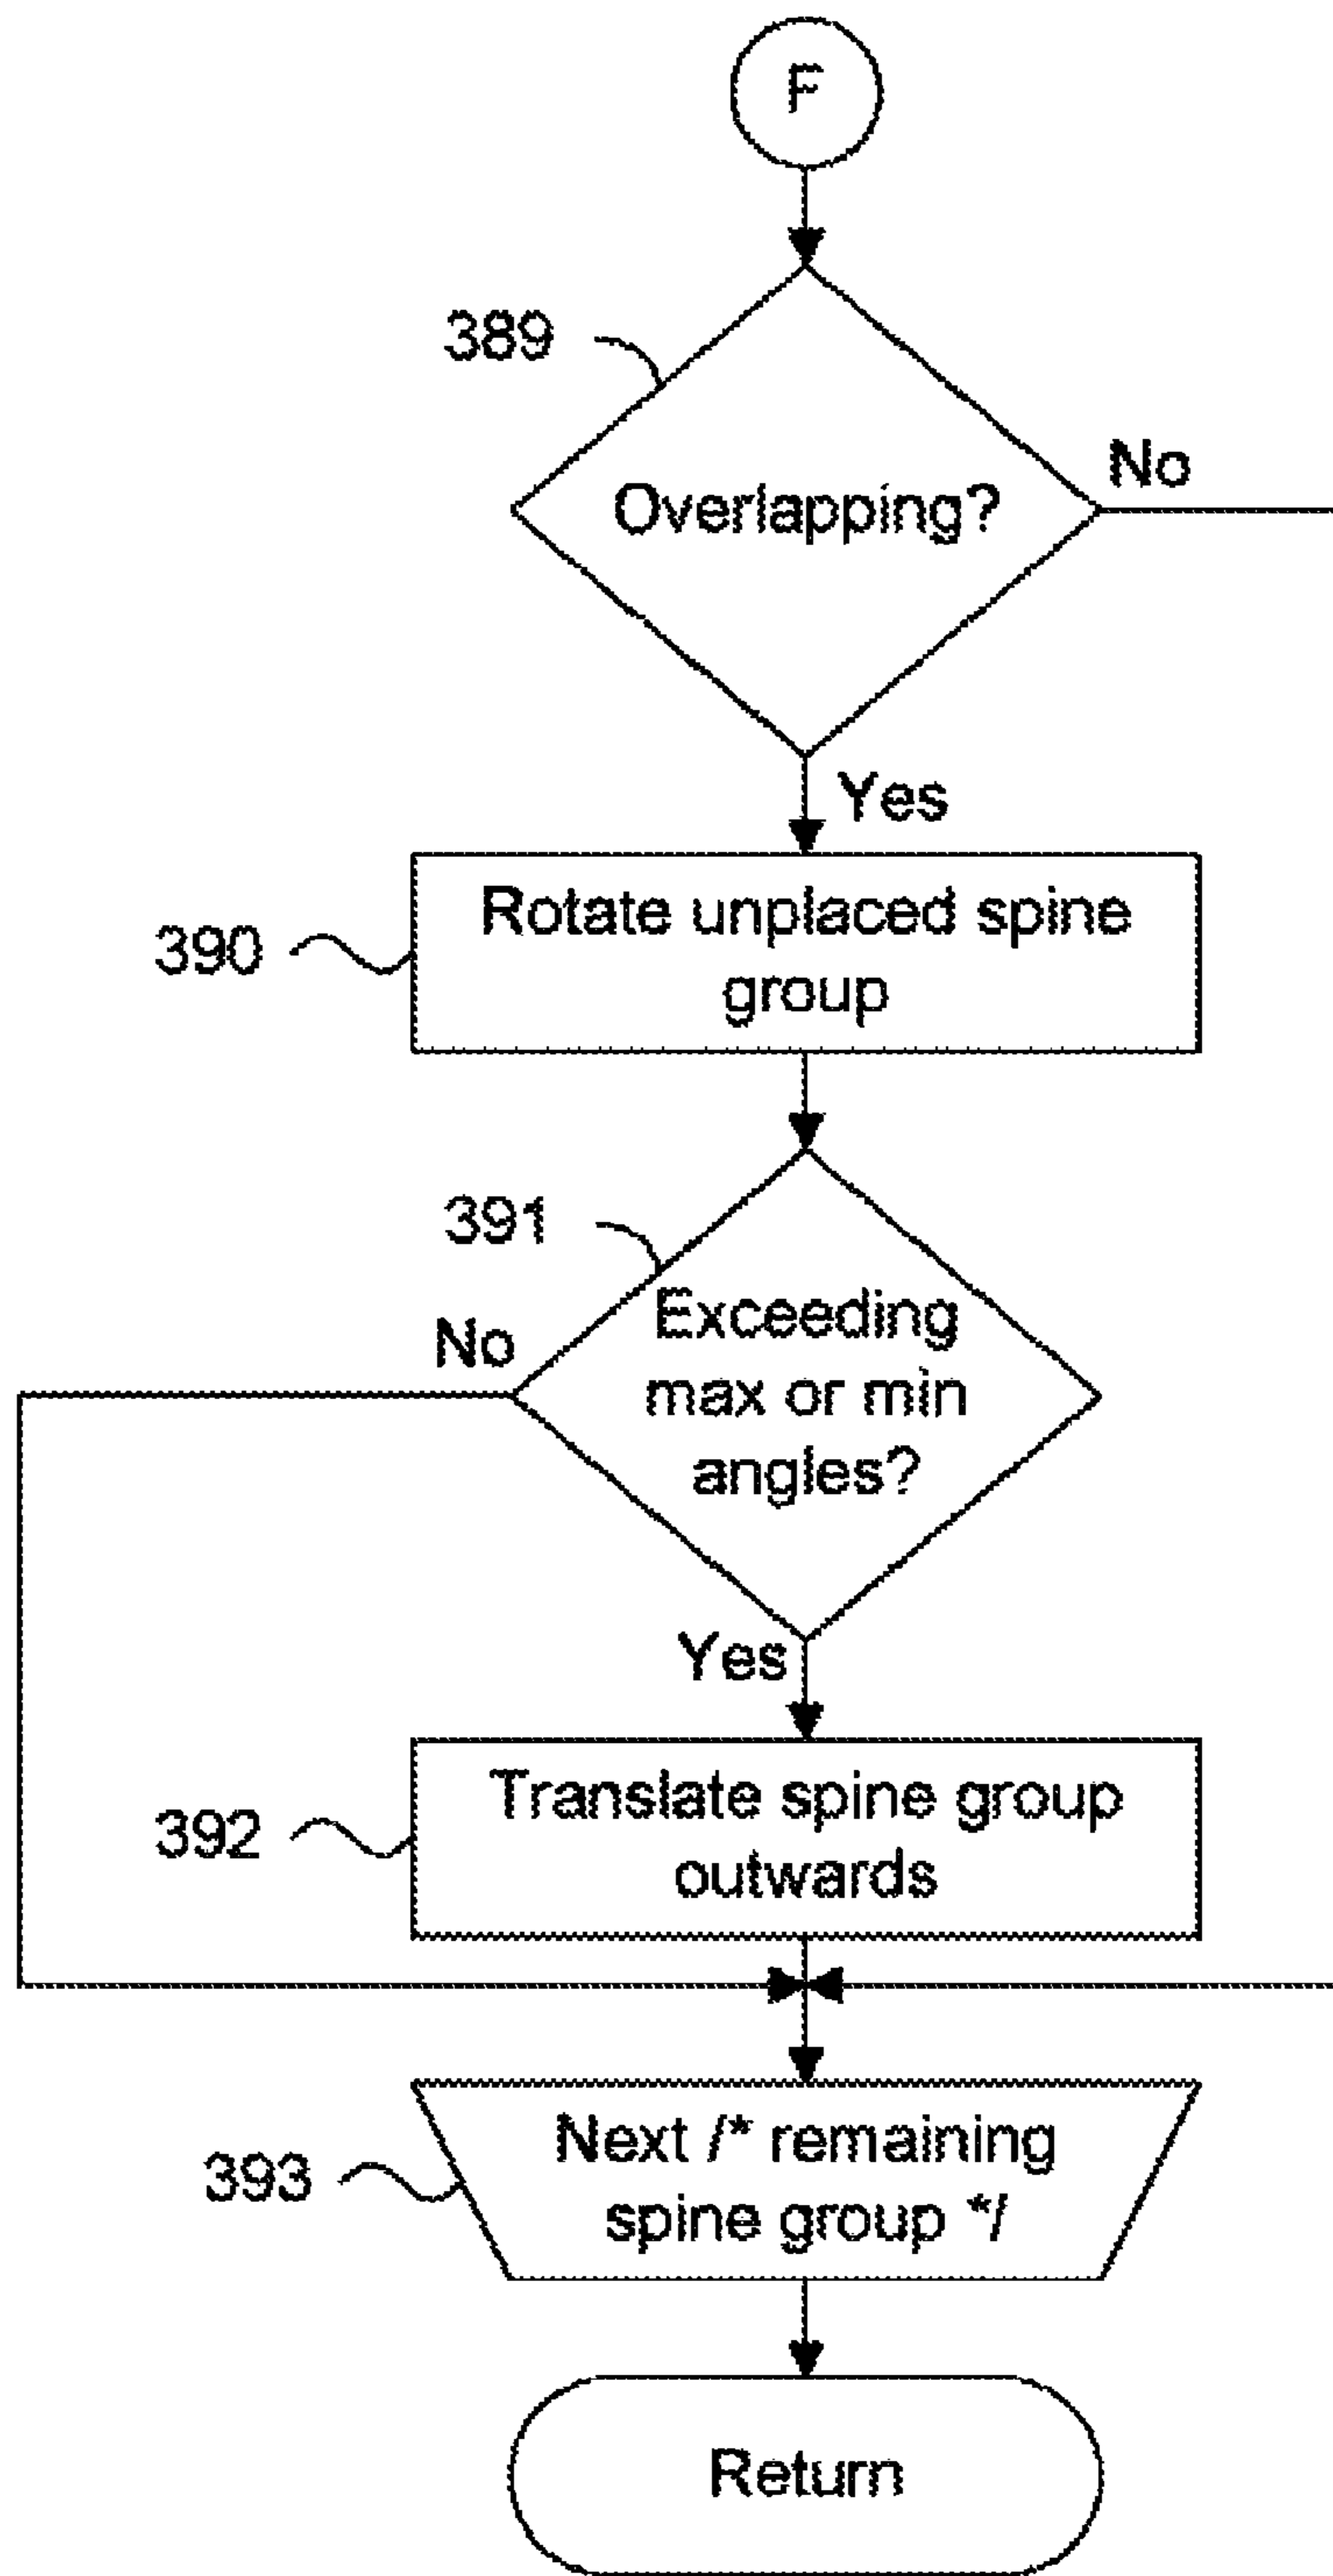 F
389
Overlapping?
No
Yes
390
Rotate unplaced spine
group
391
No
Exceeding
max or min
angles?
Yes
392
Translate spine group
outwards
393
Next /* remaining
spine group */
Return